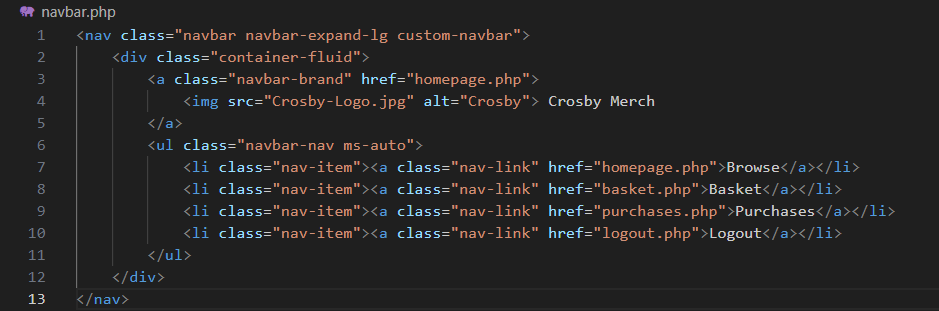 navbar.php
1 <nav class="navbar navbar-expand-lg custom-navbar">
2 <div class="container-fluid">
3 <a class="navbar-brand" href="homepage.php">
4 <img src="Crosby-Logo.jpg" alt="Crosby"> Crosby Merch
5 </a>
6 <ul class="navbar-nav ms-auto">
7 <li class="nav-item"><a class="nav-link" href="homepage.php">Browse</a></li>
8 <li class="nav-item"><a class="nav-link" href="basket.php">Basket</a></li>
9 <li class="nav-item"><a class="nav-link" href="purchases.php">Purchases</a></li>
10 <li class="nav-item"><a class="nav-link" href="logout.php">Logout</a></li>
11 </ul>
12 </div>
13 </nav>